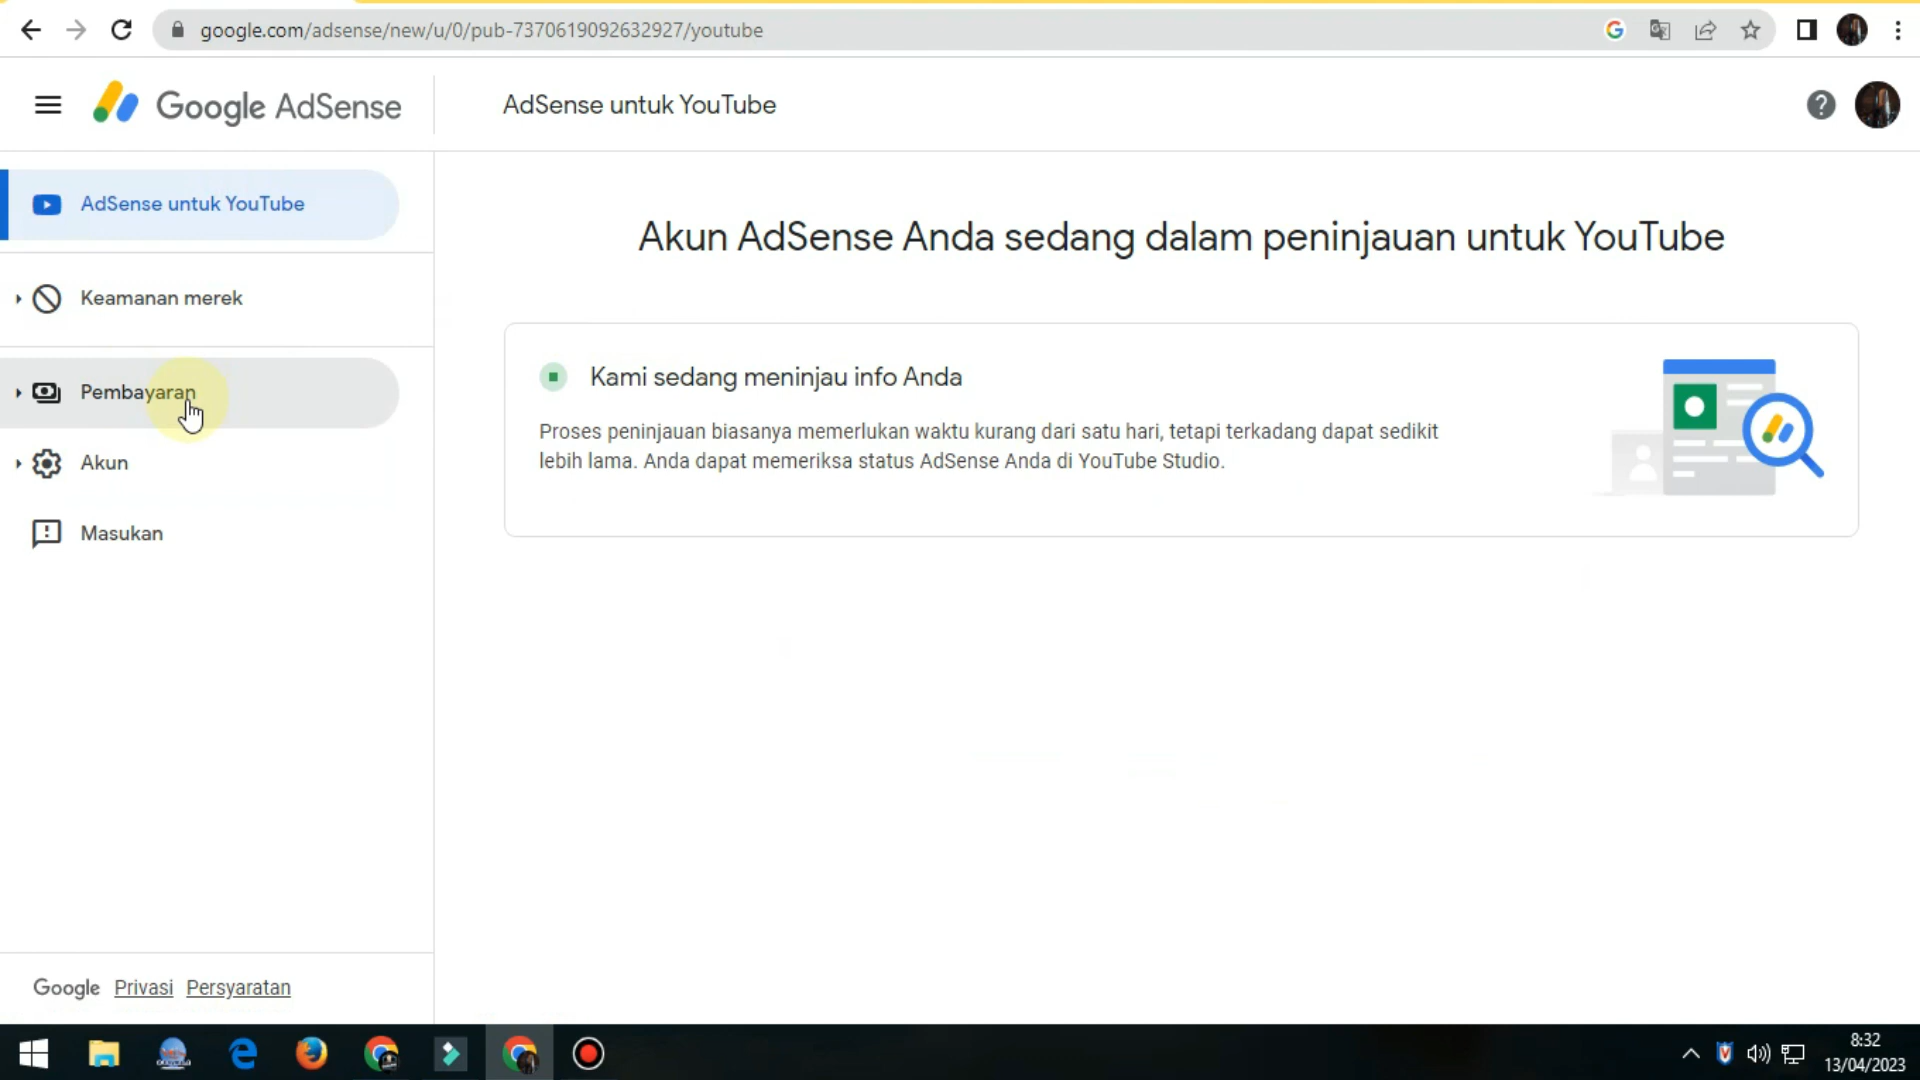 google.com/adsense/new/u/0/pub-7370619092632927/youtube
Google AdSense
AdSense untuk YouTube
AdSense untuk YouTube
Keamanan merek
Pembayaran
Akun
Masukan
Akun AdSense Anda sedang dalam peninjauan untuk YouTube
Kami sedang meninjau info Anda
Proses peninjauan biasanya memerlukan waktu kurang dari satu hari, tetapi terkadang dapat sedikit
lebih lama. Anda dapat memeriksa status AdSense Anda di YouTube Studio.
Google Privasi Persyaratan
8:32
13/04/2023